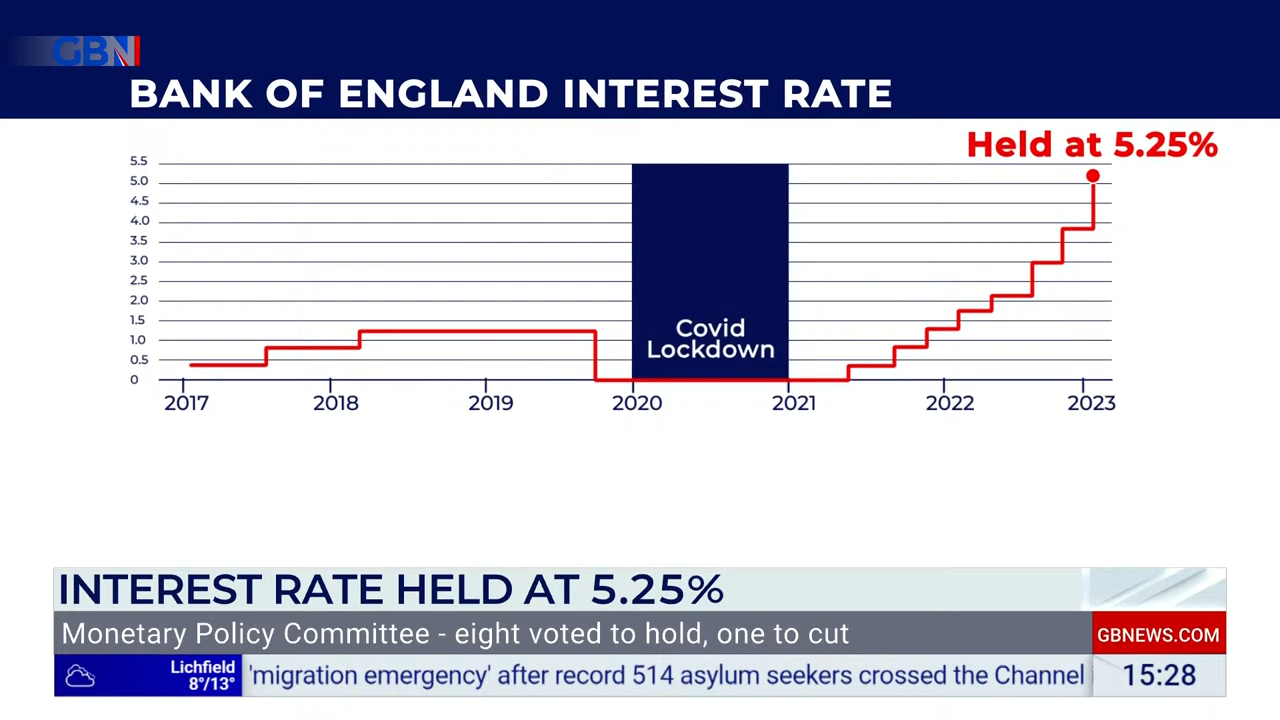 GBN
BANK OF ENGLAND INTEREST RATE
Held at 5.25%
5.5
5.0
4.5
4.0
3.5
3.0
2.5
2.0
1.5
1.0
0.5
0
Covid
Lockdown
2017 2018 2019 2020 2021 2022 2023
INTEREST RATE HELD AT 5.25%
Monetary Policy Committee - eight voted to hold, one to cut
GBNEWS.COM
Lichfield
8°/13°
'migration emergency' after record 514 asylum seekers crossed the Channel
15:28